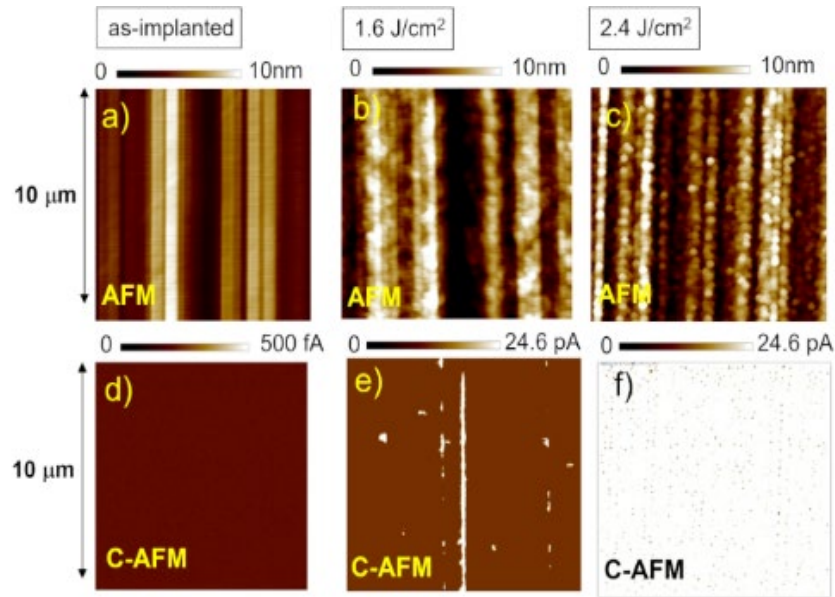 as-implanted
1.6 J/cm²
2.4 J/cm²
0 10nm
0 10nm
0 10nm
a)
b)
c)
10 μm
AFM
AFM
AFM
0 500 fA
0 24.6 pA
0 24.6 pA
d)
e)
f)
10 μm
C-AFM
C-AFM
C-AFM